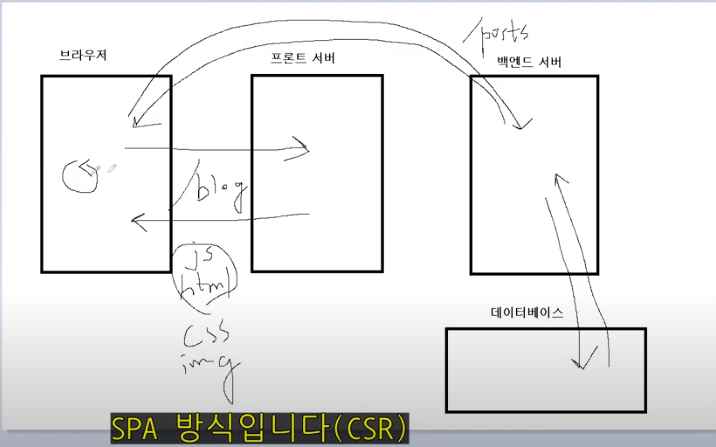 /posts
브라우저
프론트 서버
백엔드 서버
/blog
js
html
css
img
데이터베이스
SPA 방식입니다(CSR)